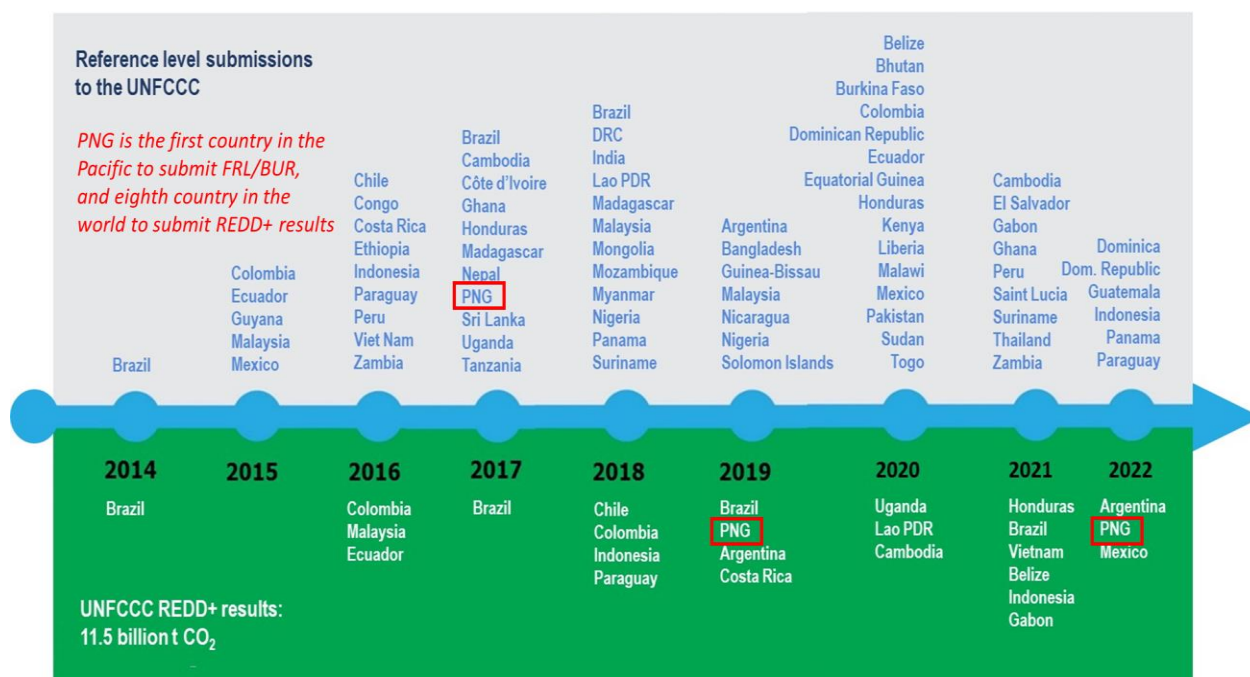 Reference level submissions
to the UNFCCC
PNG is the first country in the
Pacific to submit FRL/BUR,
and eighth country in the
world to submit REDD+ results
Brazil
Colombia
Ecuador
Guyana
Malaysia
Mexico
Chile
Congo
Costa Rica
Ethiopia
Indonesia
Paraguay
Peru
Viet Nam
Zambia
Brazil
Cambodia
Côte d'Ivoire
Ghana
Honduras
Madagascar
Nepal
PNG
Sri Lanka
Uganda
Tanzania
Brazil
DRC
India
Lao PDR
Madagascar
Malaysia
Mongolia
Mozambique
Myanmar
Nigeria
Panama
Suriname
Argentina
Bangladesh
Guinea-Bissau
Malaysia
Nicaragua
Nigeria
Solomon Islands
Belize
Bhutan
Burkina Faso
Colombia
Dominican Republic
Ecuador
Equatorial Guinea
Honduras
Kenya
Liberia
Malawi
Mexico
Pakistan
Sudan
Togo
Cambodia
El Salvador
Gabon
Ghana
Peru
Saint Lucia
Suriname
Thailand
Zambia
Dominica
Dom. Republic
Guatemala
Indonesia
Panama
Paraguay
2014
Brazil
2015
2016
Colombia
Malaysia
Ecuador
2017
Brazil
2018
Chile
Colombia
Indonesia
Paraguay
2019
Brazil
PNG
Argentina
Costa Rica
2020
Uganda
Lao PDR
Cambodia
2021
Honduras
Brazil
Vietnam
Belize
Indonesia
Gabon
2022
Argentina
PNG
Mexico
UNFCCC REDD+ results:
11.5 billion t CO₂